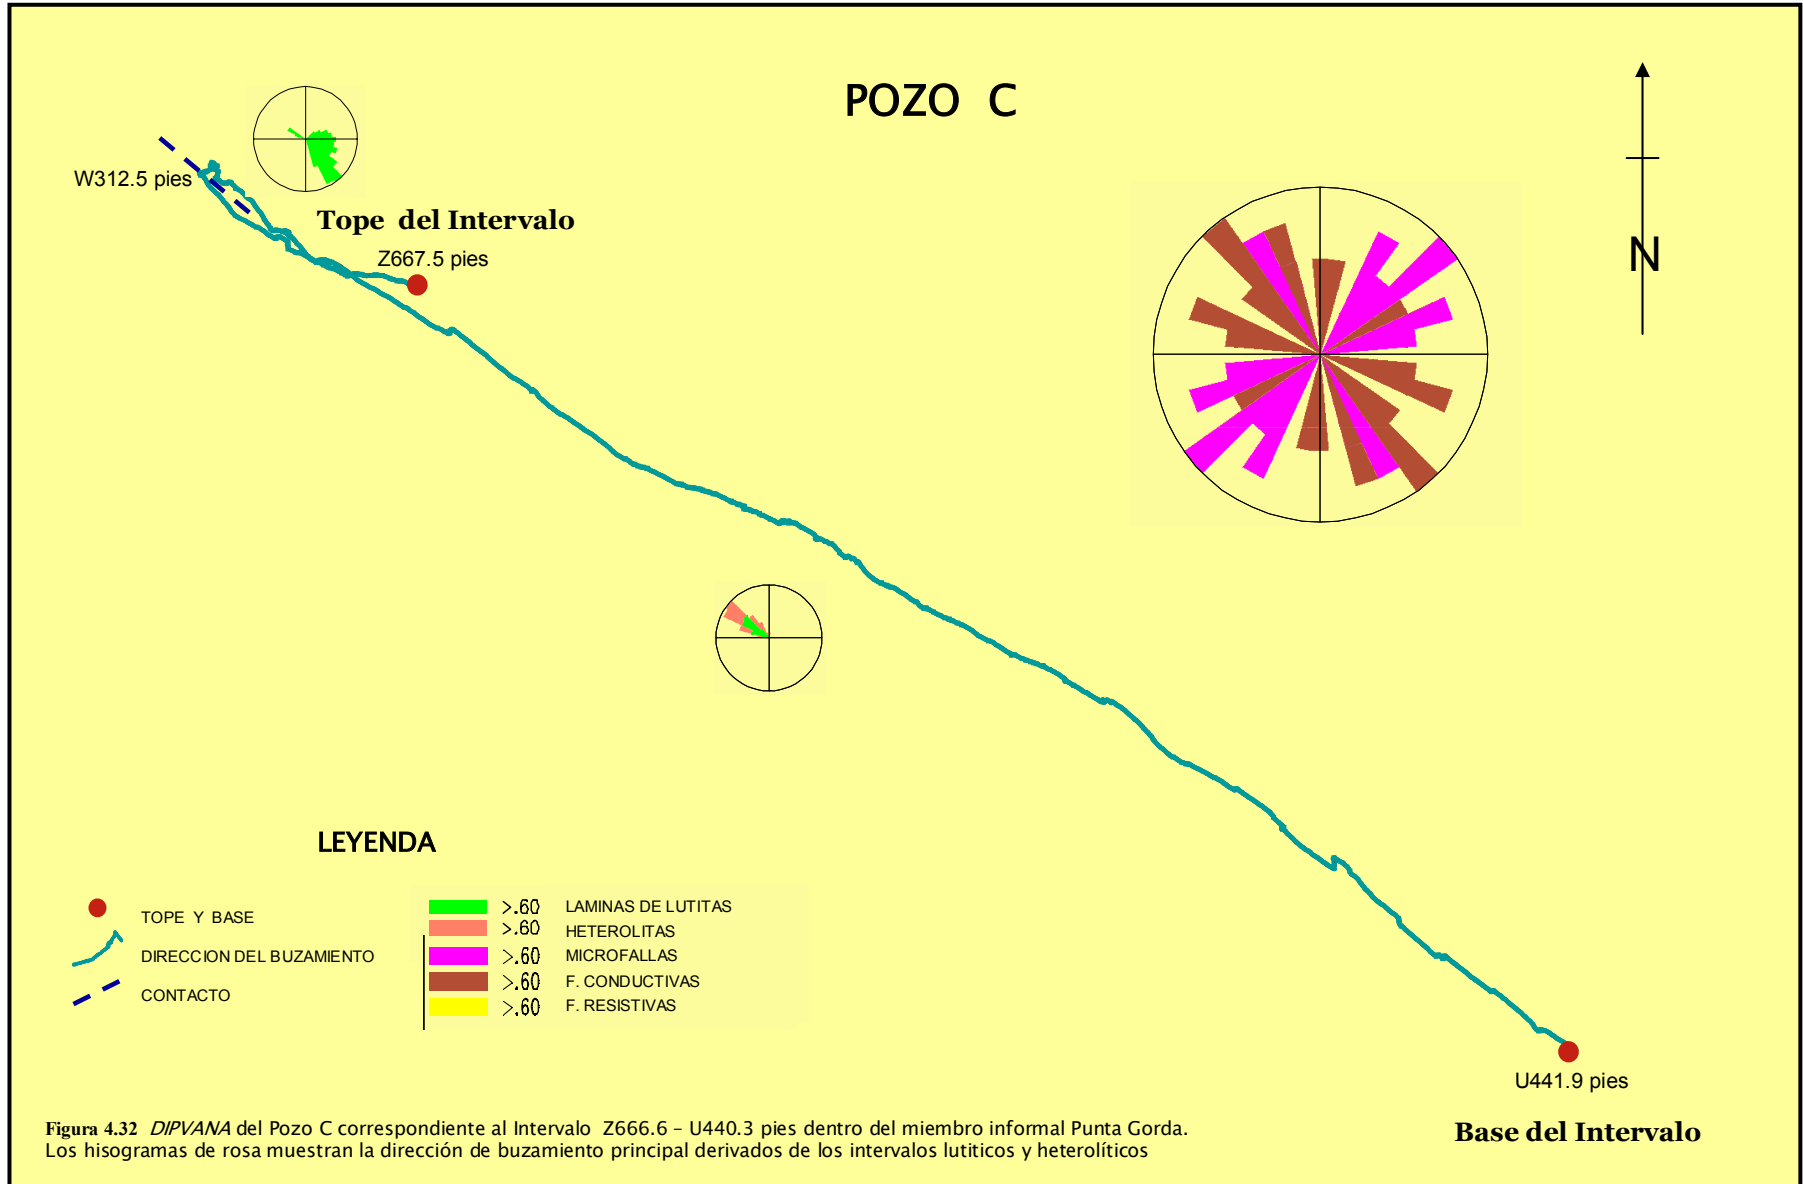 POZO C
N
W312.5 pies
Tope del Intervalo
Z667.5 pies
LEYENDA
TOPE Y BASE
DIRECCION DEL BUZAMIENTO
CONTACTO
>.60 LAMINAS DE LUTITAS
>.60 HETEROLITAS
>.60 MICROFALLAS
>.60 F. CONDUCTIVAS
>.60 F. RESISTIVAS
U441.9 pies
Base del Intervalo
Figura 4.32 DIPVANA del Pozo C correspondiente al Intervalo Z666.6 – U440.3 pies dentro del miembro informal Punta Gorda.
Los hisogramas de rosa muestran la dirección de buzamiento principal derivados de los intervalos lutiticos y heterolíticos